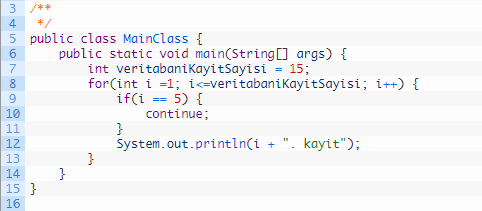 3 /**
4  */
5 public class MainClass {
6     public static void main(String[] args) {
7         int veritabaniKayitSayisi = 15;
8         for(int i =1; i<=veritabaniKayitSayisi; i++) {
9             if(i == 5) {
10                 continue;
11             }
12             System.out.println(i + ". kayit");
13         }
14     }
15 }
16